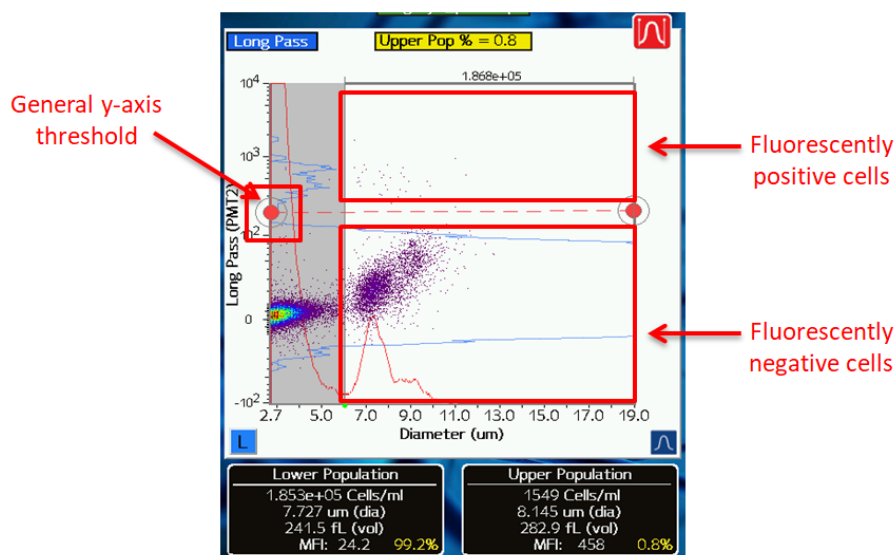 Long Pass
Upper Pop % = 0.8
1.868e+05
General y-axis
threshold
10^4
10^3
10^2
0
-10^2
Long Pass (PMT2)
2.7 5.0 7.0 9.0 11.0 13.0 15.0 17.0 19.0
Diameter (um)
L
Fluorescently
positive cells
Fluorescently
negative cells
Lower Population
1.853e+05 Cells/ml
7.727 um (dia)
241.5 fL (vol)
MFI: 24.2 99.2%
Upper Population
1549 Cells/ml
8.145 um (dia)
282.9 fL (vol)
MFI: 458 0.8%